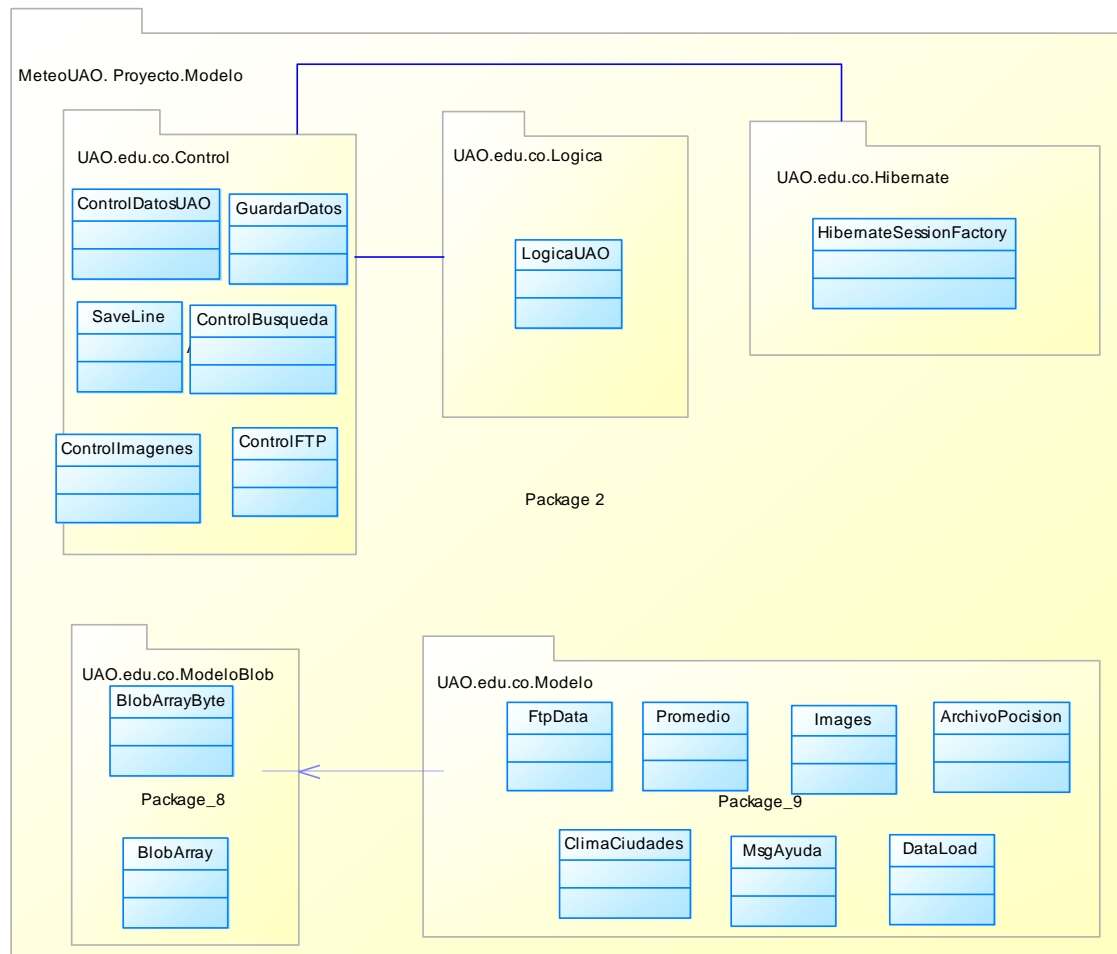 MeteoUAO. Proyecto.Modelo
UAO.edu.co.Control
ControlDatosUAO
GuardarDatos
SaveLine
ControlBusqueda
ControlImagenes
ControlFTP
UAO.edu.co.Logica
LogicaUAO
UAO.edu.co.Hibernate
HibernateSessionFactory
Package 2
UAO.edu.co.ModeloBlob
BlobArrayByte
Package_8
BlobArray
UAO.edu.co.Modelo
FtpData
Promedio
Images
ArchivoPocision
Package_9
ClimaCiudades
MsgAyuda
DataLoad